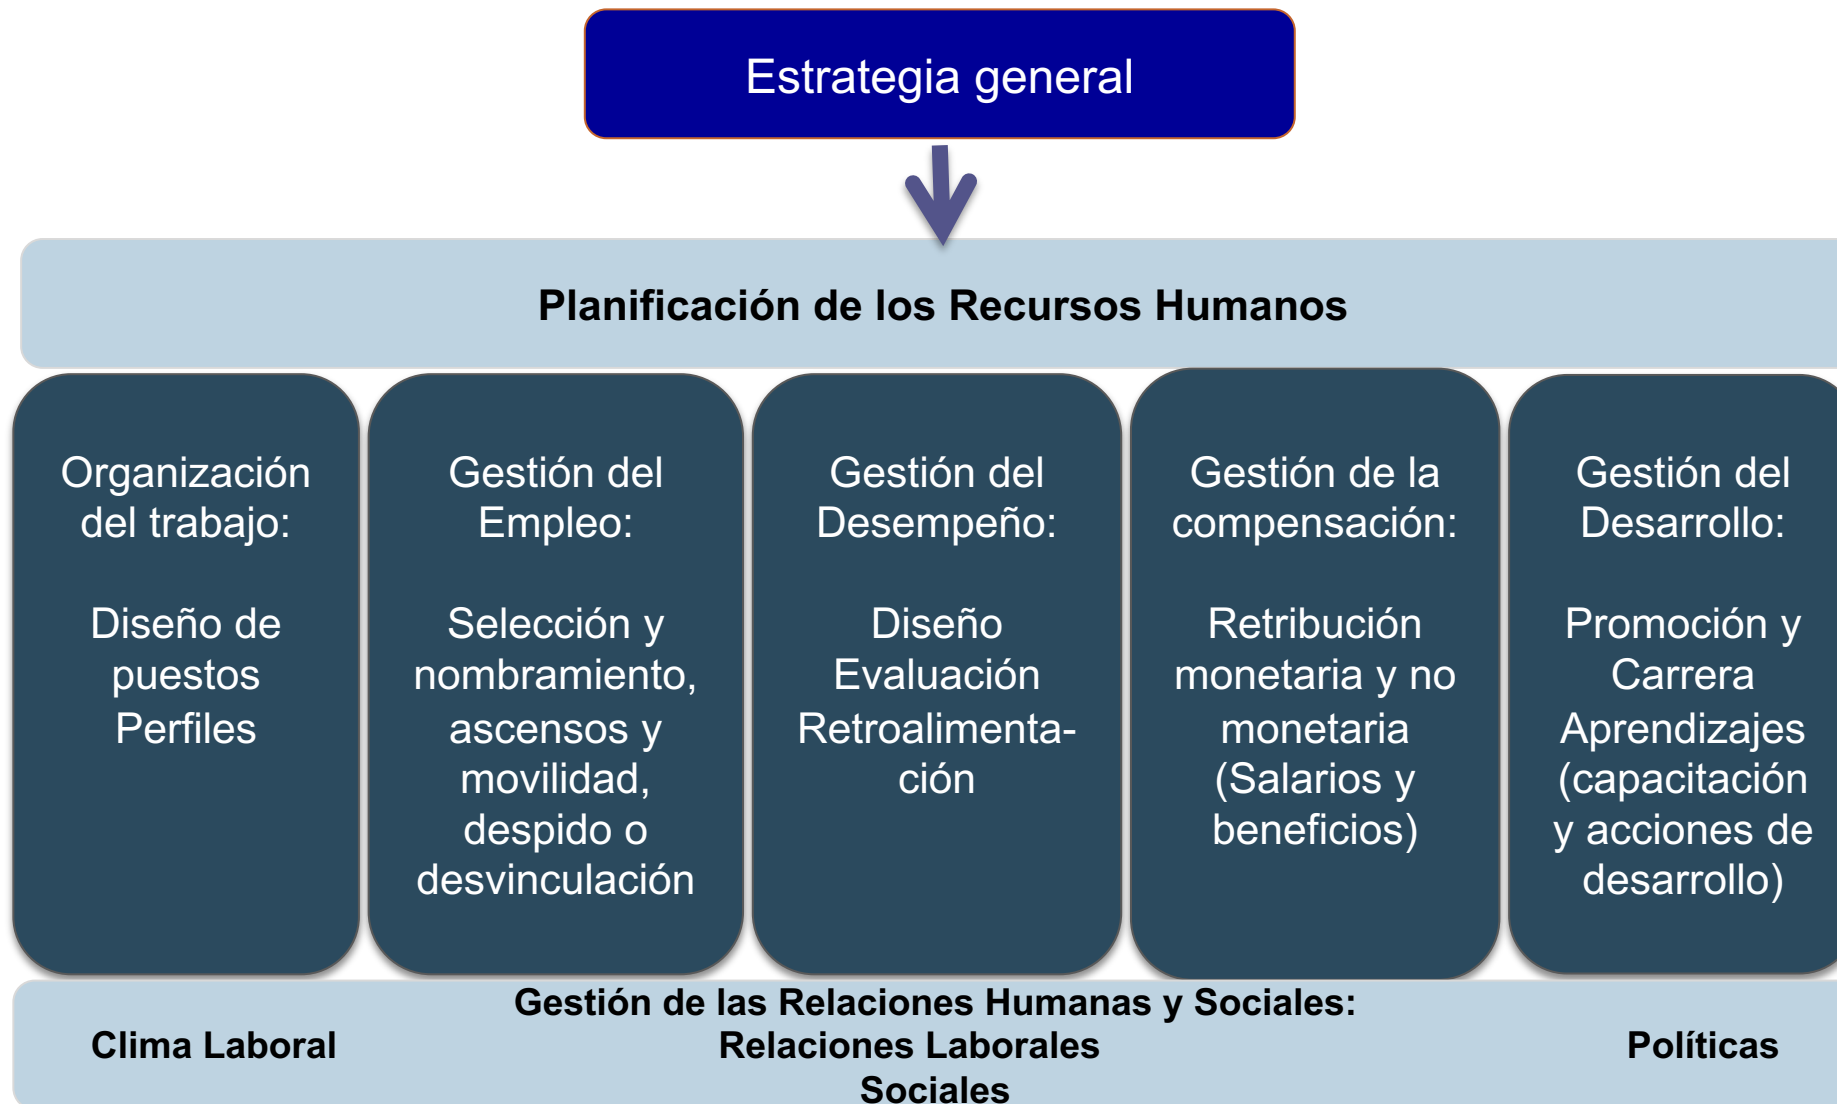 Estrategia general
Planificación de los Recursos Humanos
Organización
del trabajo:
Diseño de
puestos
Perfiles
Gestión del
Empleo:
Selección y
nombramiento,
ascensos y
movilidad,
despido o
desvinculación
Gestión del
Desempeño:
Diseño
Evaluación
Retroalimenta-
ción
Gestión de la
compensación:
Retribución
monetaria y no
monetaria
(Salarios y
beneficios)
Gestión del
Desarrollo:
Promoción y
Carrera
Aprendizajes
(capacitación
y acciones de
desarrollo)
Gestión de las Relaciones Humanas y Sociales:
Clima Laboral Relaciones Laborales Políticas
Sociales